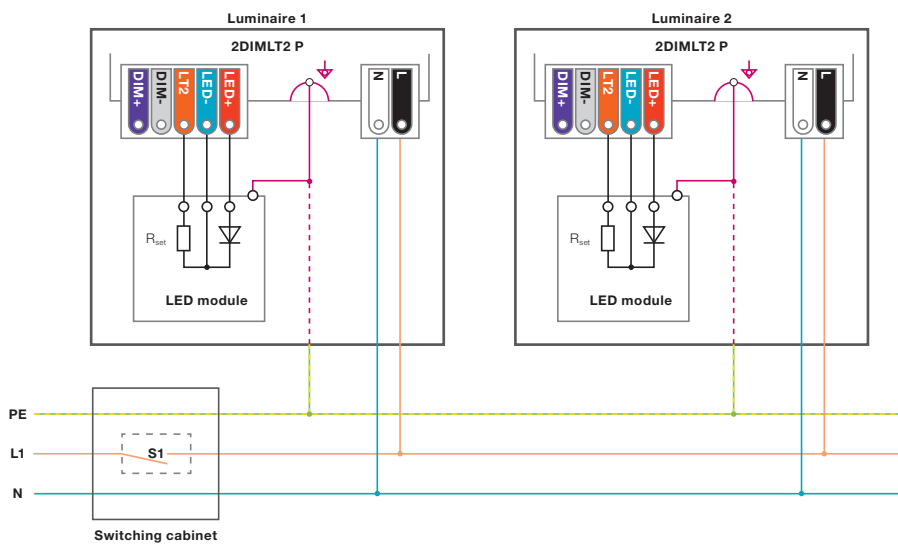 Luminaire 1
2DIMLT2 P
DIM+
DIM-
LT2
LED-
LED+
N
L
Rset
LED module
Luminaire 2
2DIMLT2 P
DIM+
DIM-
LT2
LED-
LED+
N
L
Rset
LED module
PE
L1
S1
N
Switching cabinet